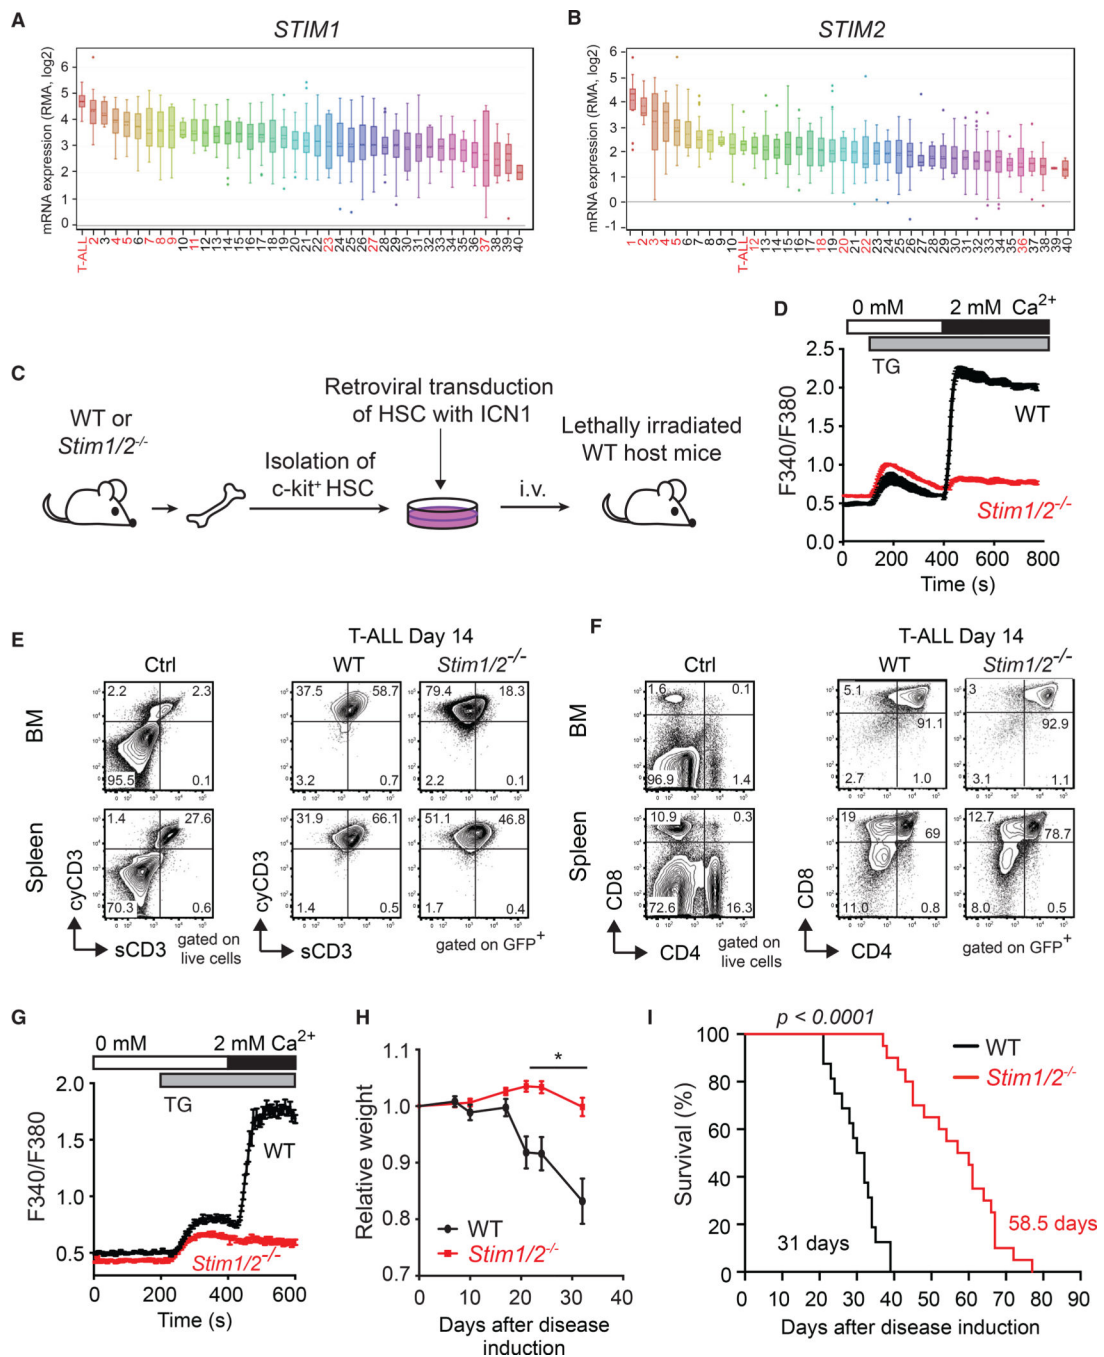 A
STIM1
mRNA expression (RMA, log2)
6
5
4
3
2
1
0
T-ALL 2 3 4 5 6 7 8 9 10 11 12 13 14 15 16 17 18 19 20 21 22 23 24 25 26 27 28 29 30 31 32 33 34 35 36 37 38 39 40
B
STIM2
mRNA expression (RMA, log2)
6
5
4
3
2
1
0
-1
1 2 3 4 5 6 7 8 9 10 T-ALL 12 13 14 15 16 17 18 19 20 21 22 23 24 25 26 27 28 29 30 31 32 33 34 35 36 37 38 39 40
C
WT or
Stim1/2-/-
Isolation of
c-kit+ HSC
Retroviral transduction
of HSC with ICN1
i.v.
Lethally irradiated
WT host mice
D
0 mM 2 mM Ca2+
TG
F340/F380
2.5
2.0
1.5
1.0
0.5
0.0
WT
Stim1/2-/-
0 200 400 600 800
Time (s)
E
T-ALL Day 14
Ctrl WT Stim1/2-/-
BM
2.2 2.3
95.5 0.1
37.5 58.7
3.2 0.7
79.4 18.3
2.2 0.1
Spleen
1.4 27.6
70.3 0.6
31.9 66.1
1.4 0.5
51.1 46.8
1.7 0.4
cyCD3
sCD3
gated on
live cells
cyCD3
sCD3
gated on GFP+
F
T-ALL Day 14
Ctrl WT Stim1/2-/-
BM
1.6 0.1
96.9 1.4
5.1
91.1
2.7 1.0
3
92.9
3.1 1.1
Spleen
10.9 0.3
72.6 16.3
19
69
11.0 0.8
12.7
78.7
8.0 0.5
CD8
CD4
gated on
live cells
CD8
CD4
gated on GFP+
G
0 mM 2 mM Ca2+
TG
F340/F380
2.0
1.5
1.0
0.5
WT
Stim1/2-/-
0 200 400 600
Time (s)
H
Relative weight
1.1
1.0
0.9
0.8
0.7
*
WT
Stim1/2-/-
0 10 20 30 40
Days after disease
induction
I
p < 0.0001
Survival (%)
100
80
60
40
20
0
WT
Stim1/2-/-
31 days
58.5 days
0 10 20 30 40 50 60 70 80 90
Days after disease induction